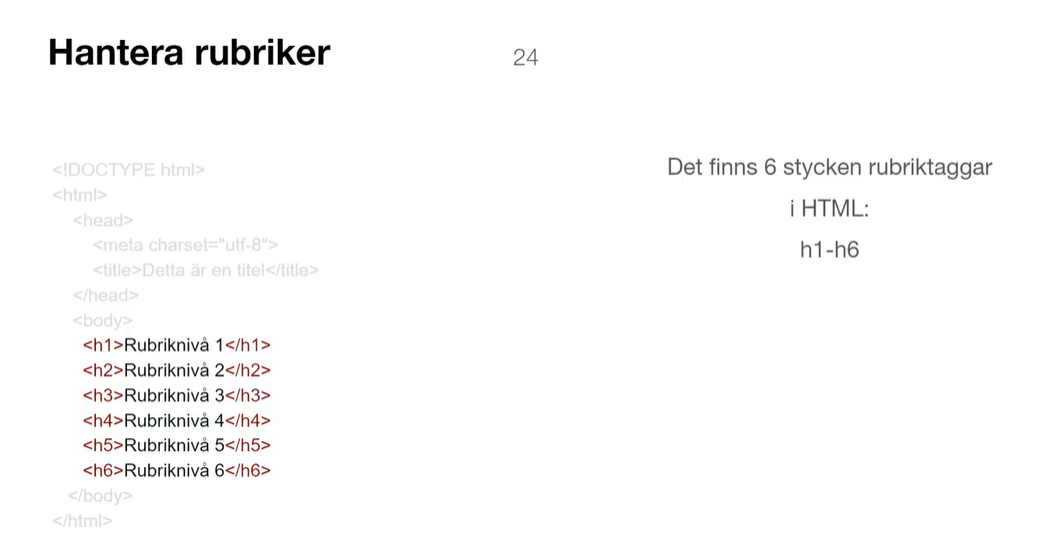 Hantera rubriker
24
<!DOCTYPE html>
<html>
<head>
<meta charset="utf-8">
<title>Detta är en titel</title>
</head>
<body>
<h1>Rubriknivå 1</h1>
<h2>Rubriknivå 2</h2>
<h3>Rubriknivå 3</h3>
<h4>Rubriknivå 4</h4>
<h5>Rubriknivå 5</h5>
<h6>Rubriknivå 6</h6>
</body>
</html>
Det finns 6 stycken rubriktaggar
i HTML:
h1-h6